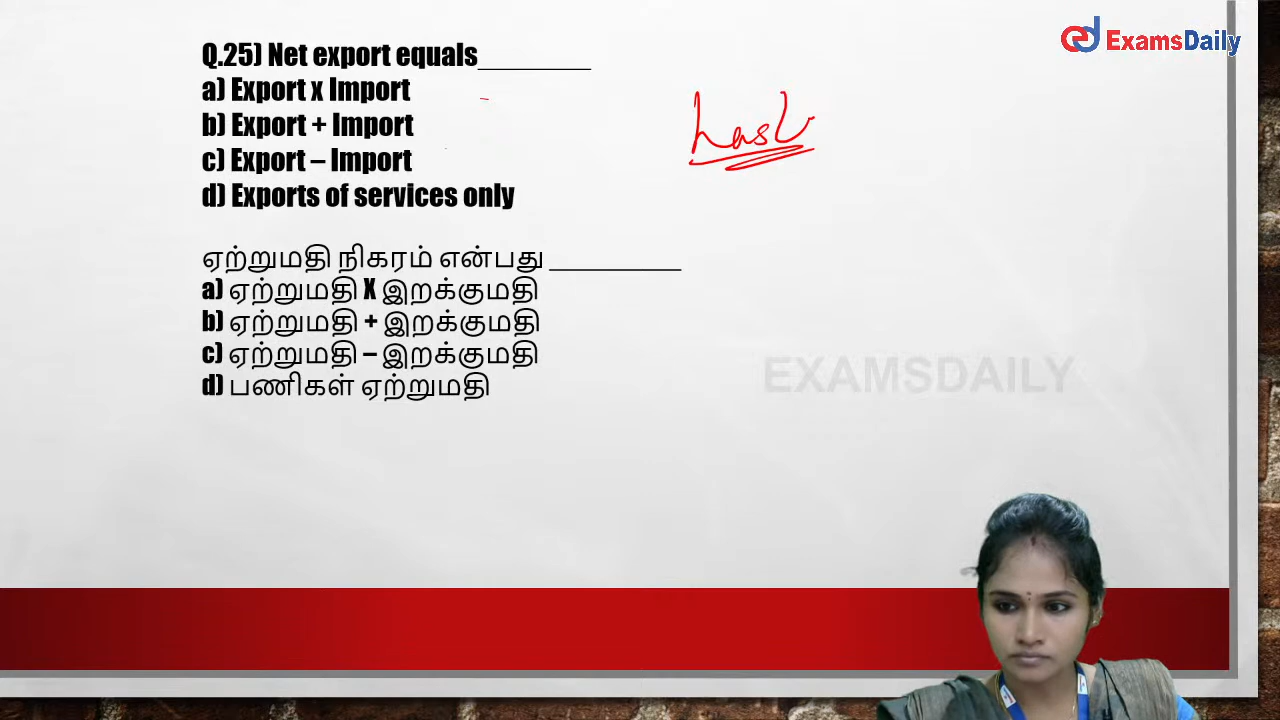 ExamsDaily
Q.25) Net export equals________
a) Export x Import
b) Export + Import
c) Export – Import
d) Exports of services only
Last
ஏற்றுமதி நிகரம் என்பது __________
a) ஏற்றுமதி X இறக்குமதி
b) ஏற்றுமதி + இறக்குமதி
c) ஏற்றுமதி – இறக்குமதி
d) பணிகள் ஏற்றுமதி
EXAMSDAILY